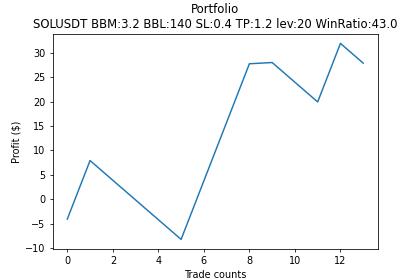 Portfolio
SOLUSDT BBM:3.2 BBL:140 SL:0.4 TP:1.2 lev:20 WinRatio:43.0
Profit ($)
30
25
20
15
10
5
0
−5
−10
0 2 4 6 8 10 12
Trade counts